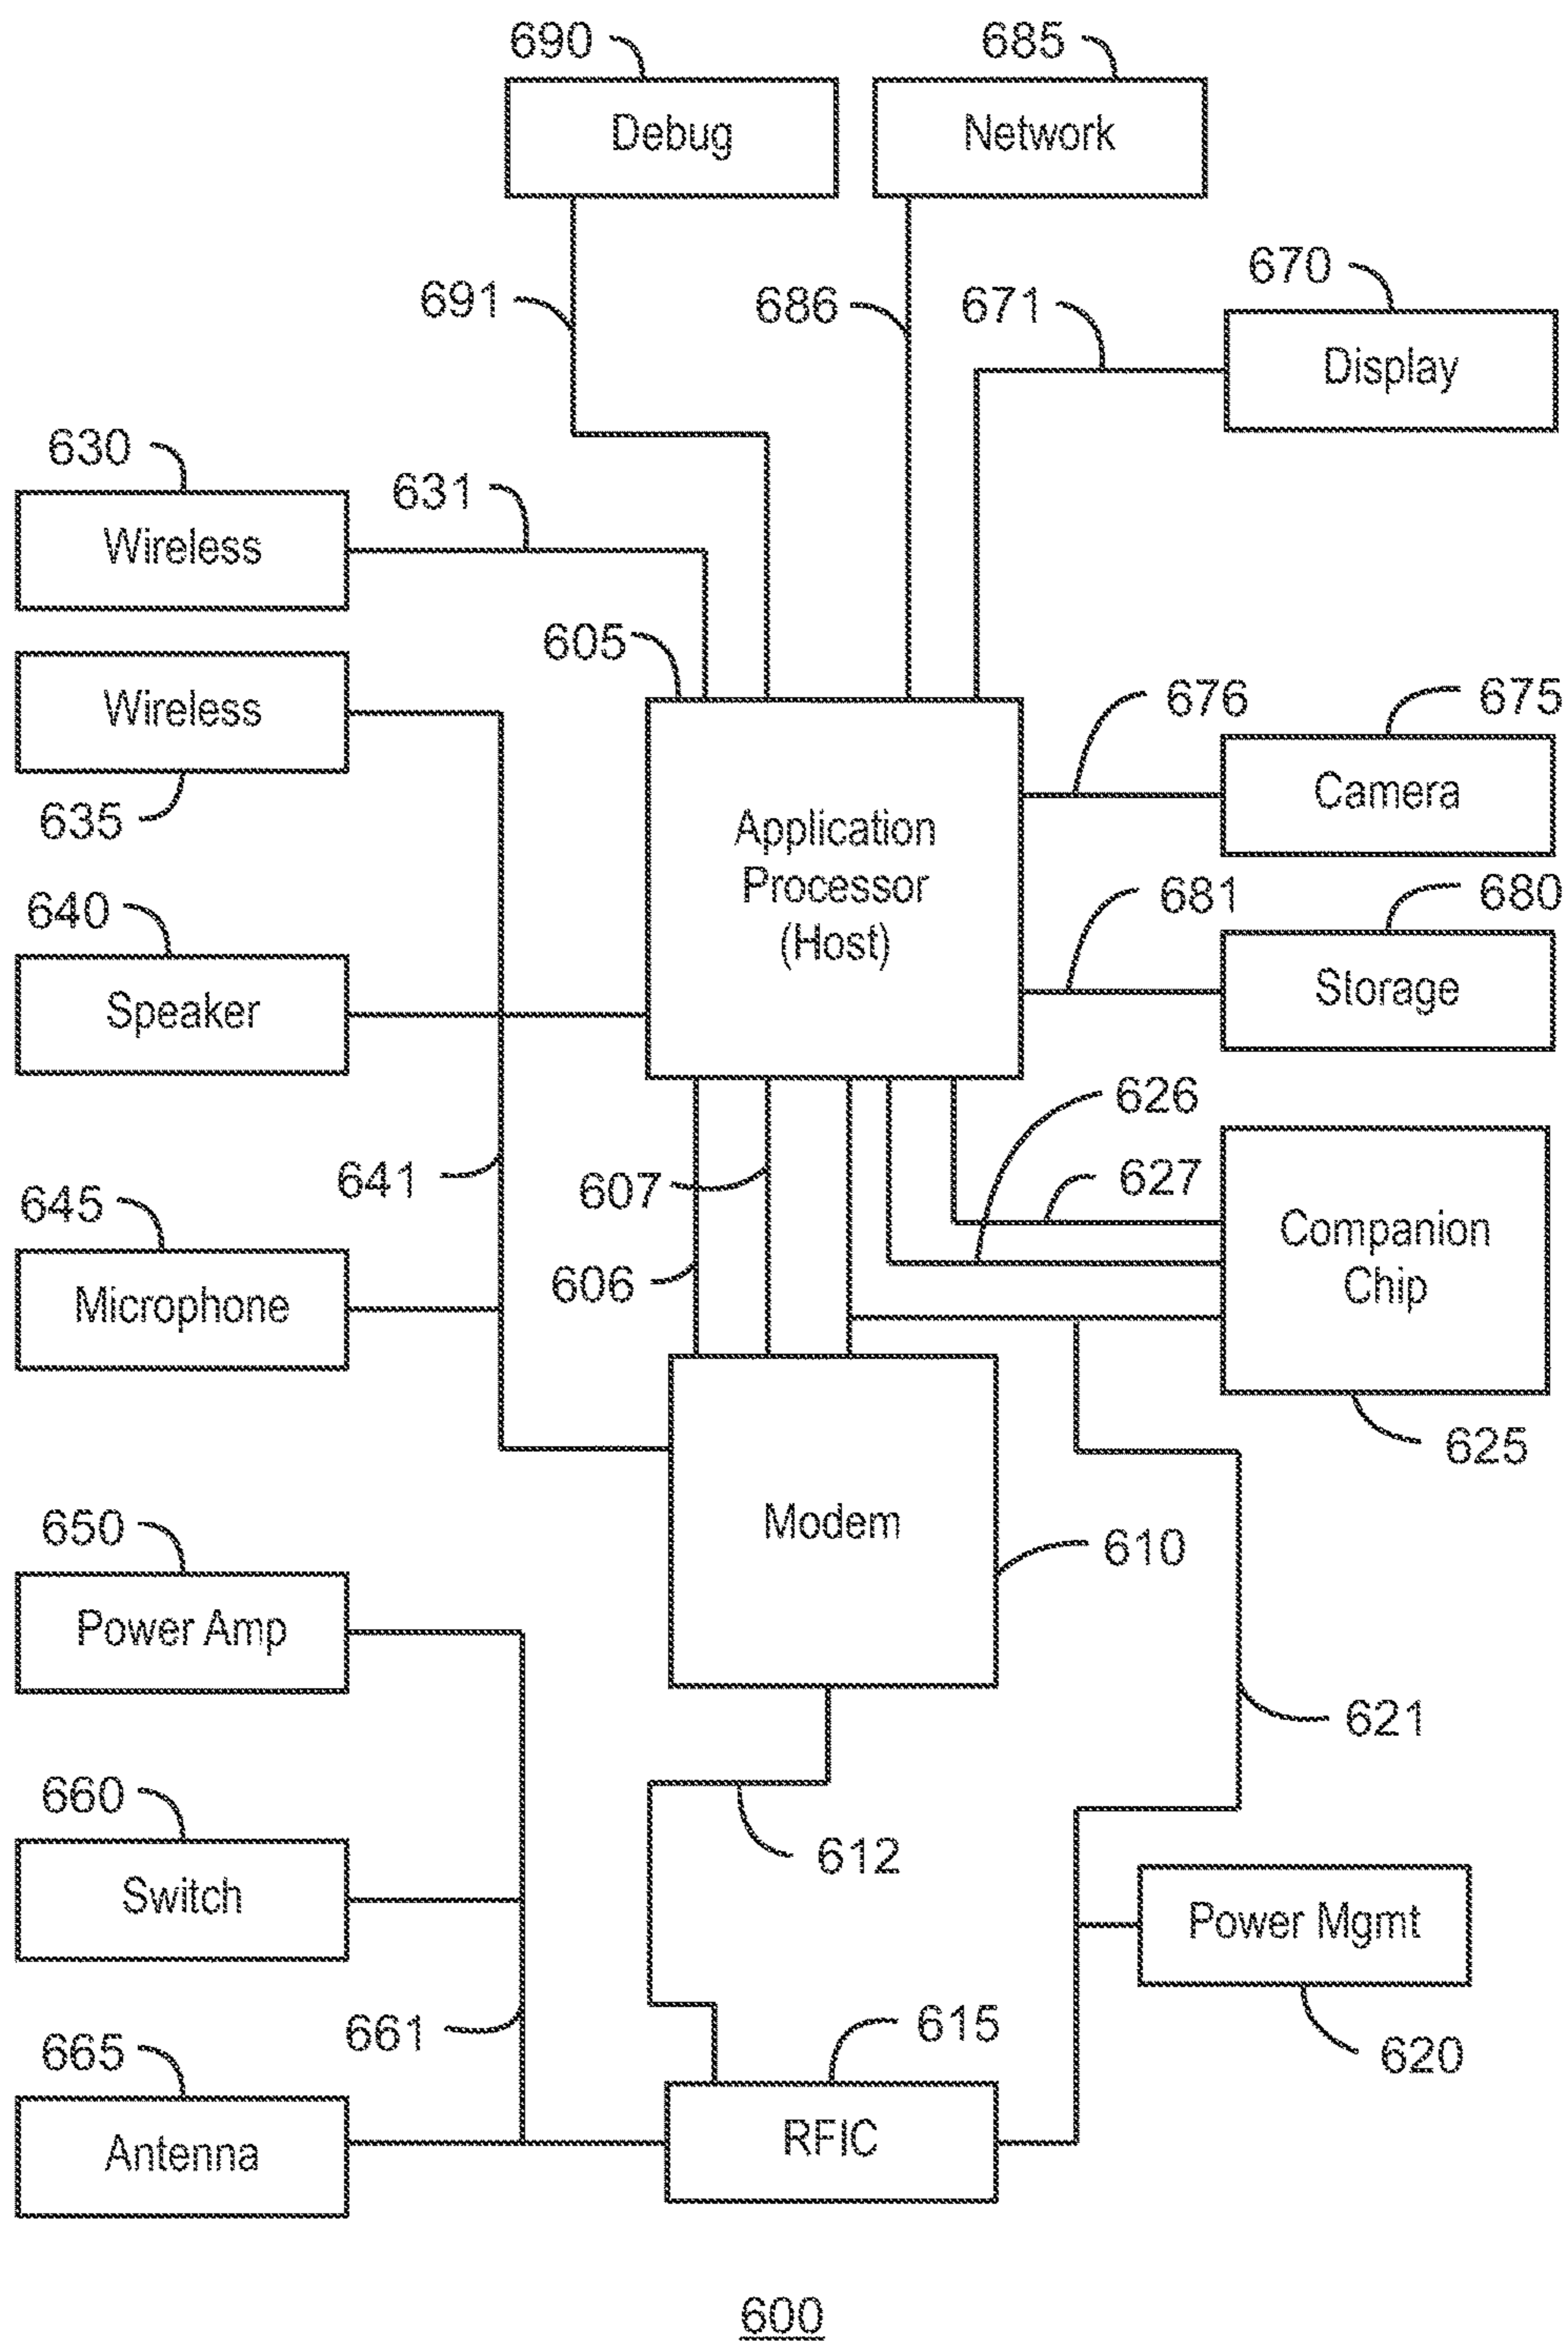 690
685
Debug
Network
670
691
686
671
Display
630
631
Wireless
605
Wireless
676
675
Camera
635
Application
Processor
(Host)
681
680
640
Storage
Speaker
626
641
607
627
645
Companion
Chip
606
Microphone
625
650
Modem
610
Power Amp
621
660
612
Switch
Power Mgmt
661
615
665
620
Antenna
RFIC
600